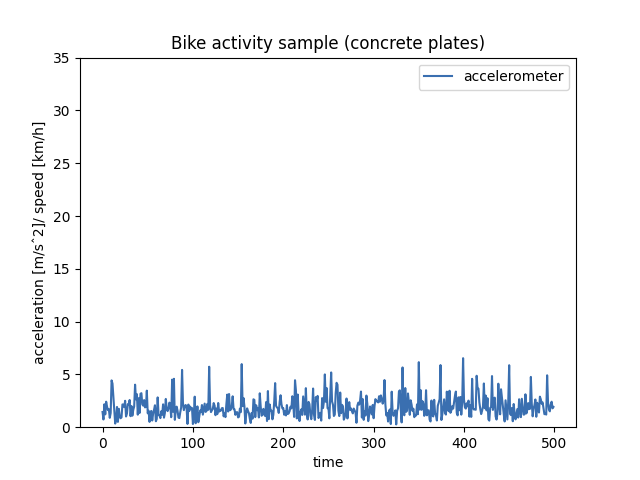 Bike activity sample (concrete plates)
accelerometer
35
30
25
20
15
10
5
0
acceleration [m/sˆ2]/ speed [km/h]
0 100 200 300 400 500
time